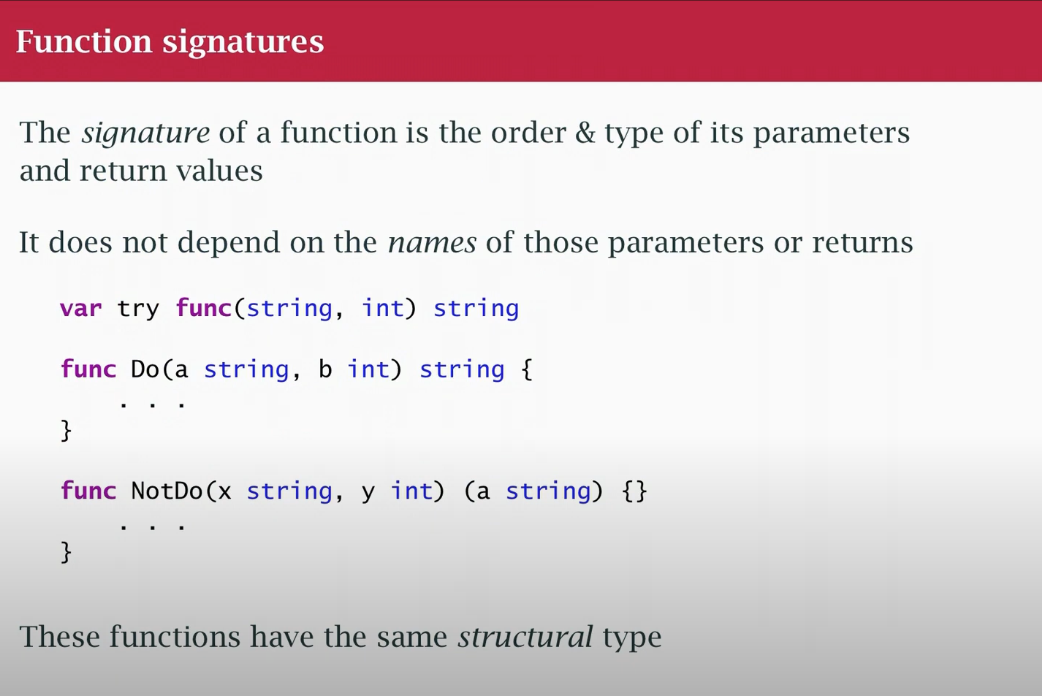 Function signatures
The signature of a function is the order & type of its parameters
and return values
It does not depend on the names of those parameters or returns
var try func(string, int) string
func Do(a string, b int) string {
. . .
}
func NotDo(x string, y int) (a string) {}
. . .
}
These functions have the same structural type